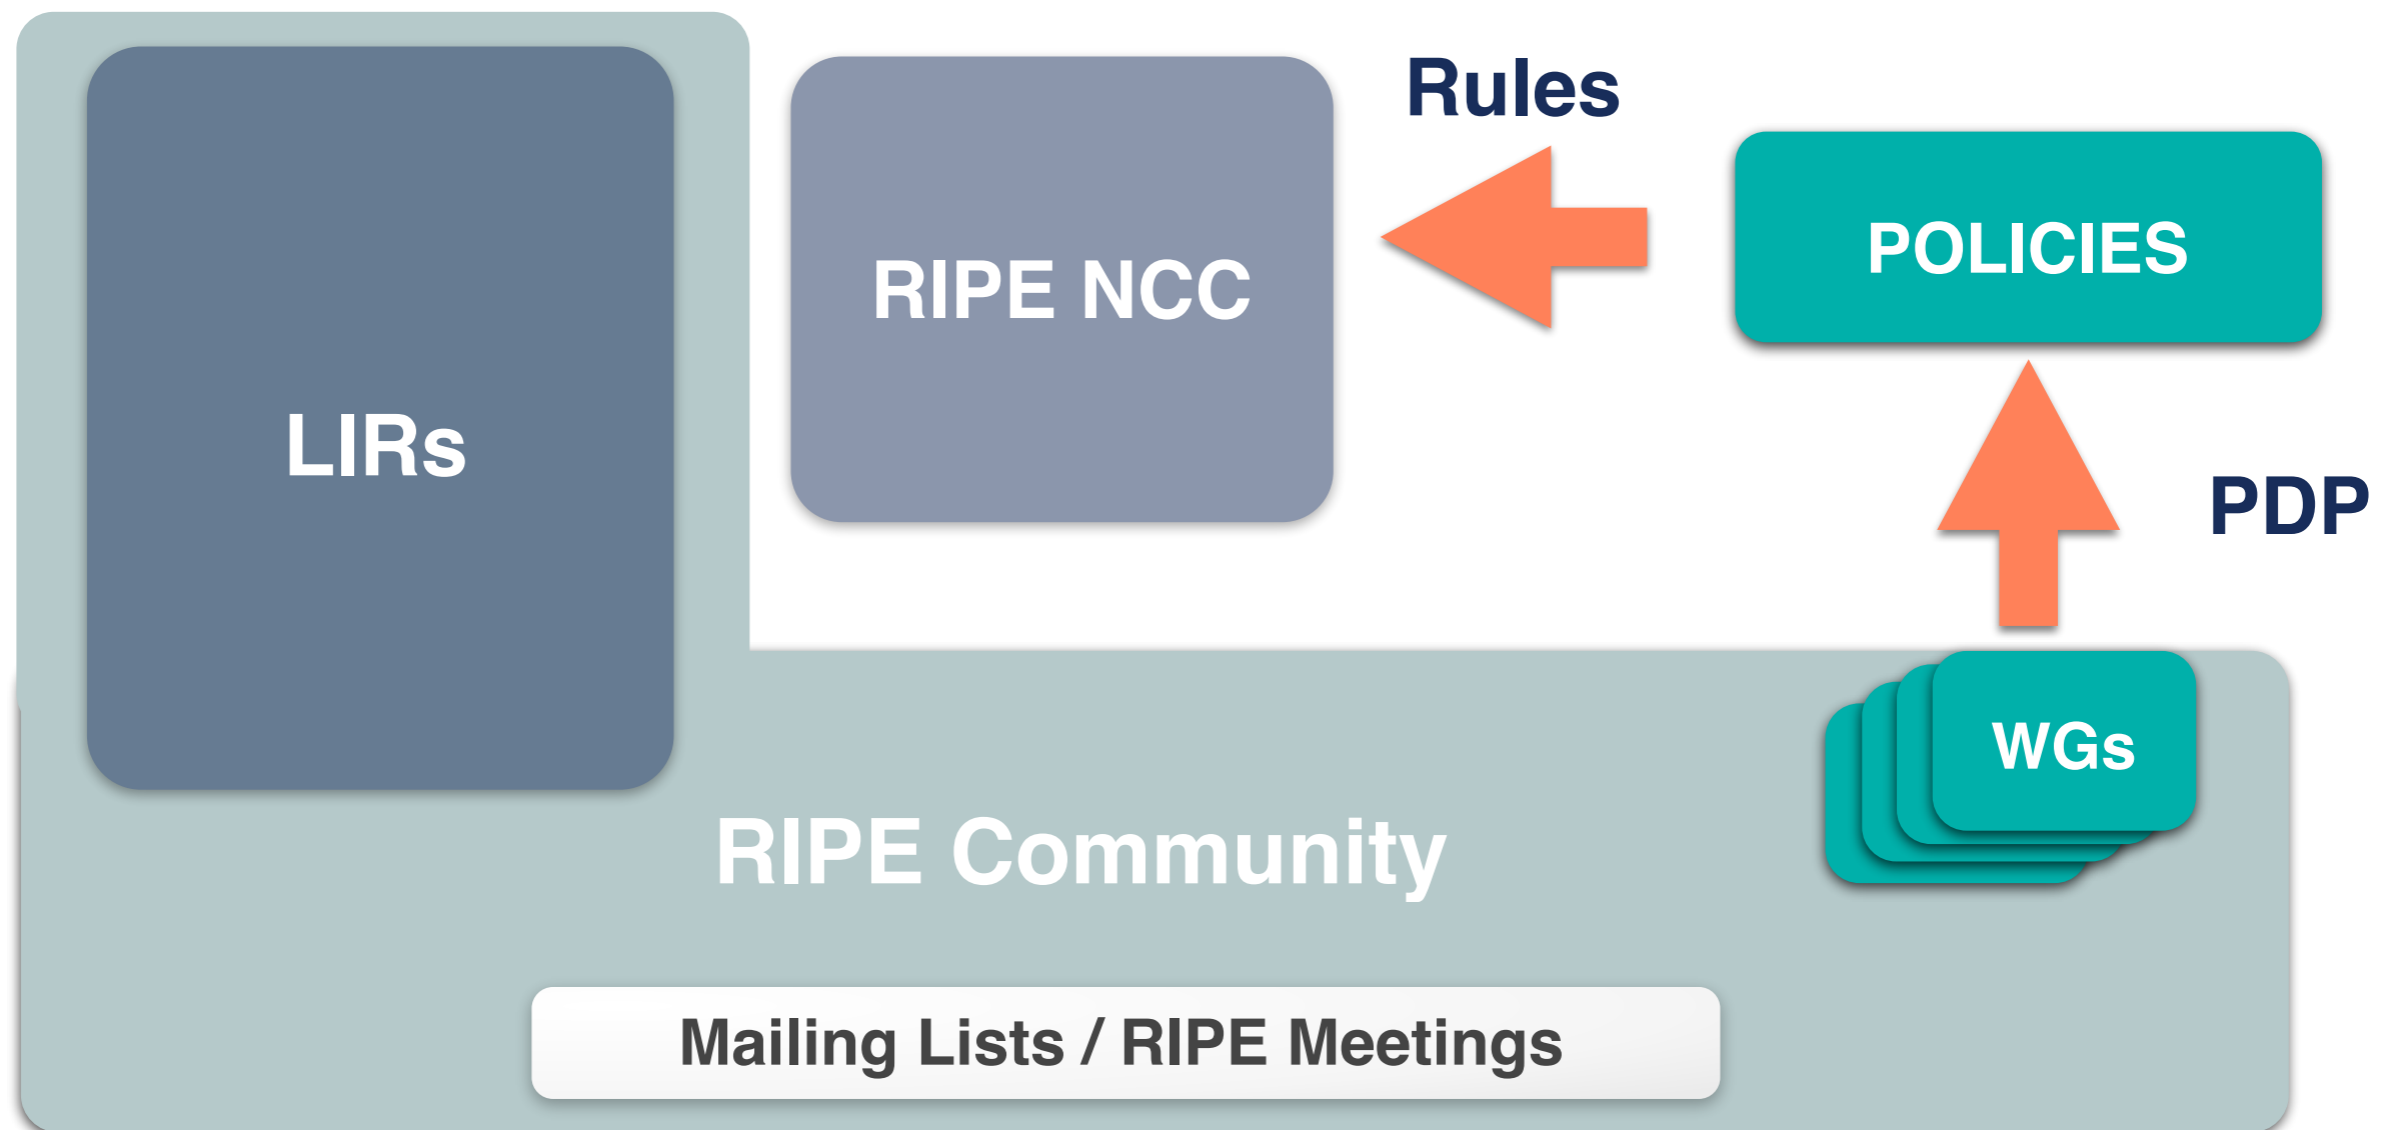 Rules
POLICIES
RIPE NCC
LIRs
PDP
WGs
RIPE Community
Mailing Lists / RIPE Meetings